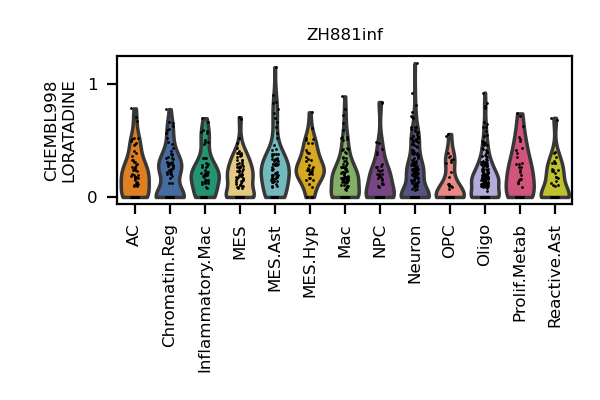 ZH881inf
CHEMBL998
LORATADINE
1
0
AC
Chromatin.Reg
Inflammatory.Mac
MES
MES.Ast
MES.Hyp
Mac
NPC
Neuron
OPC
Oligo
Prolif.Metab
Reactive.Ast